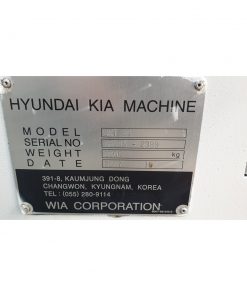 HYUNDAI KIA MACHINE
MODEL
SERIAL NO.
WEIGHT kg
DATE
391-8, KAUMJUNG DONG
CHANGWON, KYUNGNAM, KOREA
TEL : (055) 280-9114
WIA CORPORATION